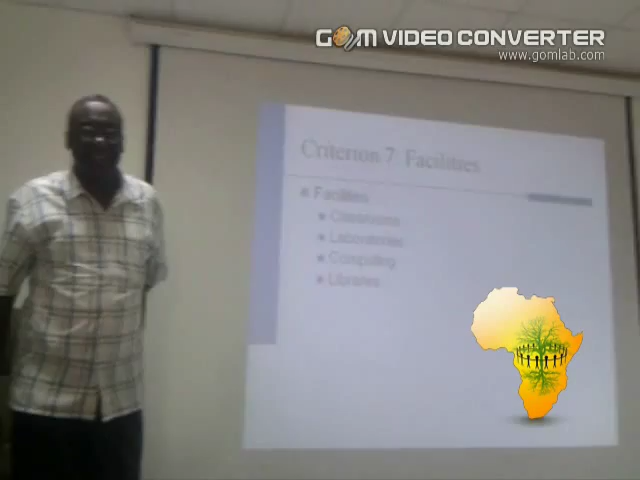 GOM VIDEO CONVERTER
www.gomlab.com
Criterion 7 Facilities
Facilities
Classrooms
Laboratories
Computing
Libraries